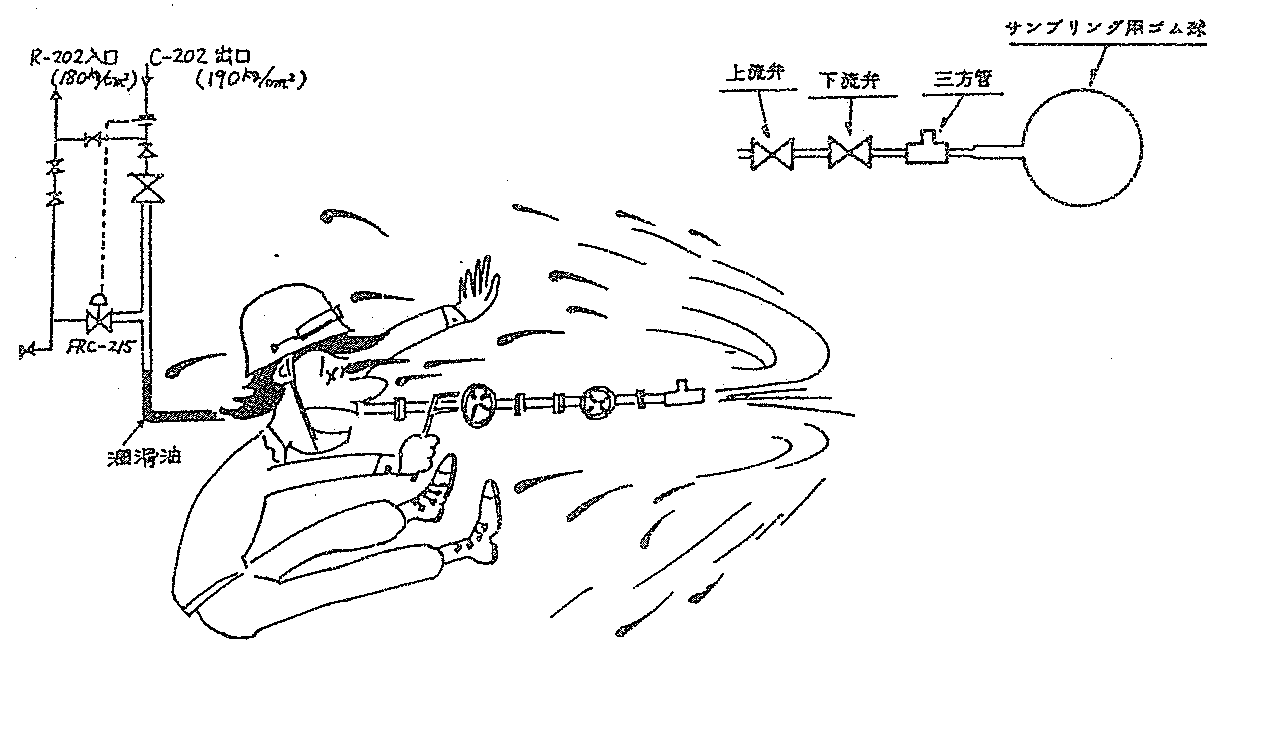 サンプリング用ゴム球
R-202入口
(180kg/cm²)
C-202出口
(190kg/cm²)
上流弁
下流弁
三方管
FRC-215
潤滑油